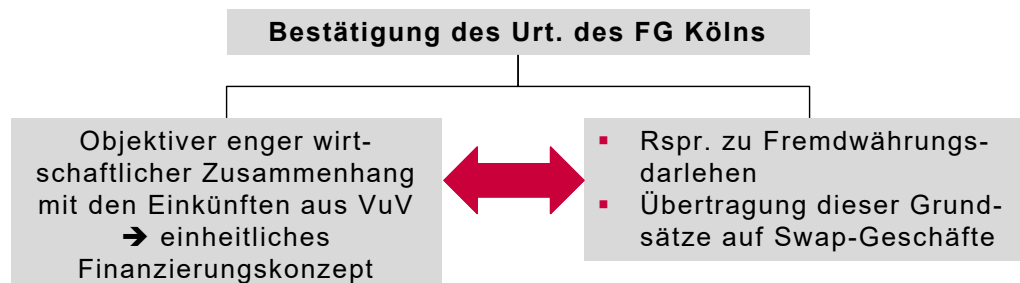 Bestätigung des Urt. des FG Kölns
Objektiver enger wirt-
schaftlicher Zusammenhang
mit den Einkünften aus VuV
➔ einheitliches
Finanzierungskonzept
▪ Rspr. zu Fremdwährungs-
darlehen
▪ Übertragung dieser Grund-
sätze auf Swap-Geschäfte